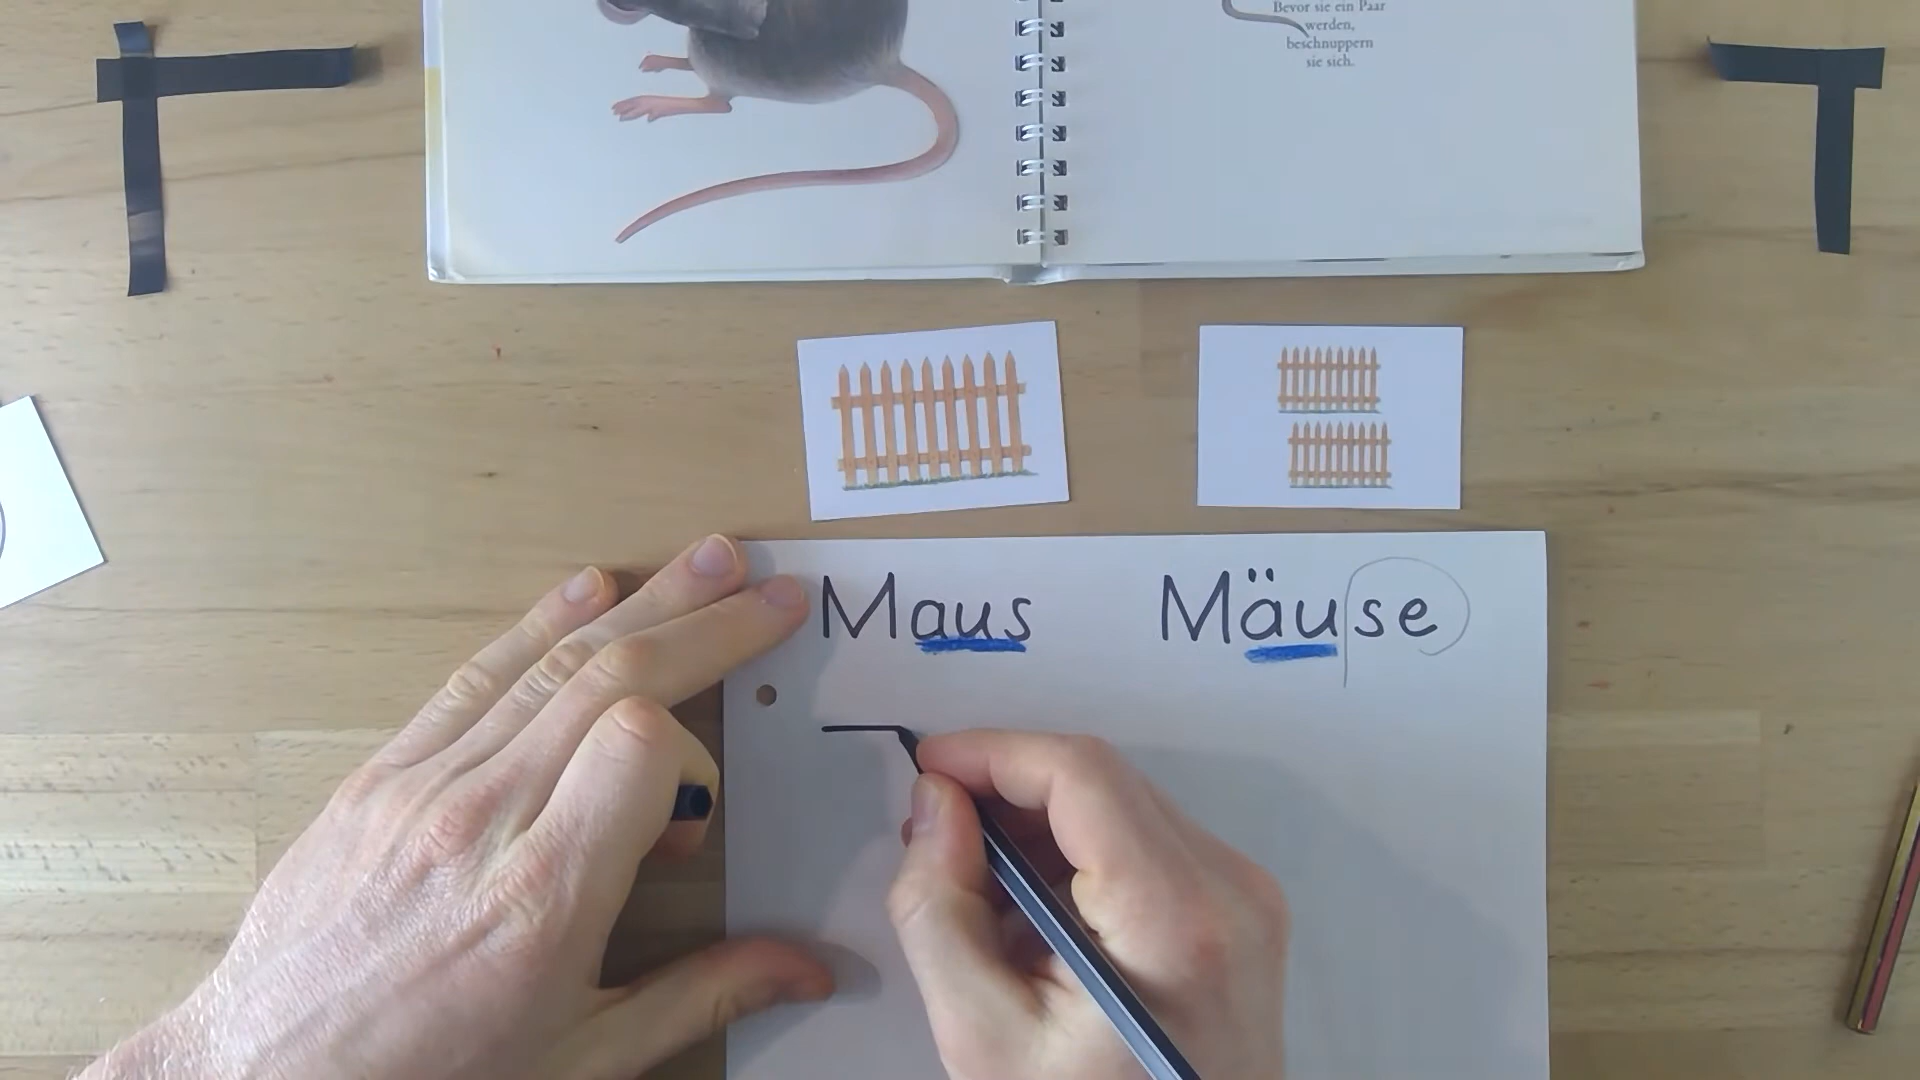 Bevor sie ein Paar
werden,
beschnuppern
sie sich.
Maus Mäuse